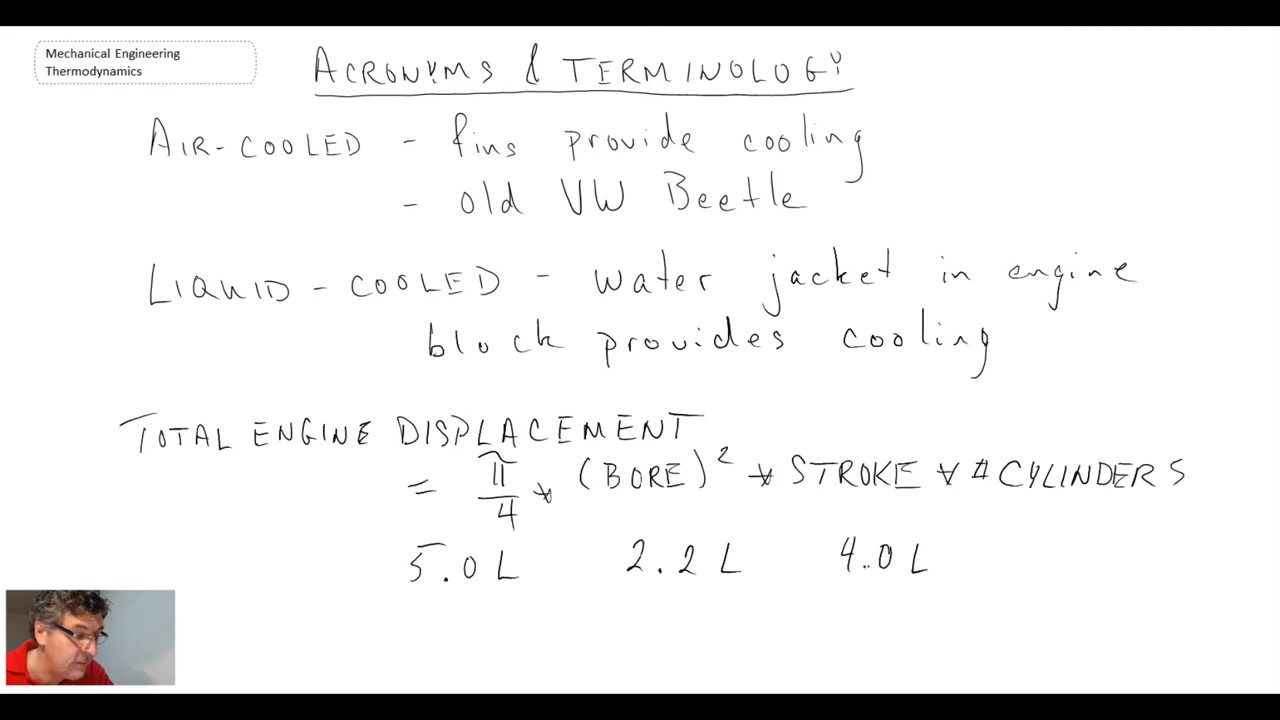 Mechanical Engineering
Thermodynamics
ACRONYMS & TERMINOLOGY
AIR-COOLED - fins provide cooling
- old VW Beetle
LIQUID-COOLED - water jacket in engine
block provides cooling
TOTAL ENGINE DISPLACEMENT
= π/4 * (BORE)² * STROKE * # CYLINDERS
5.0 L 2.2 L 4.0 L